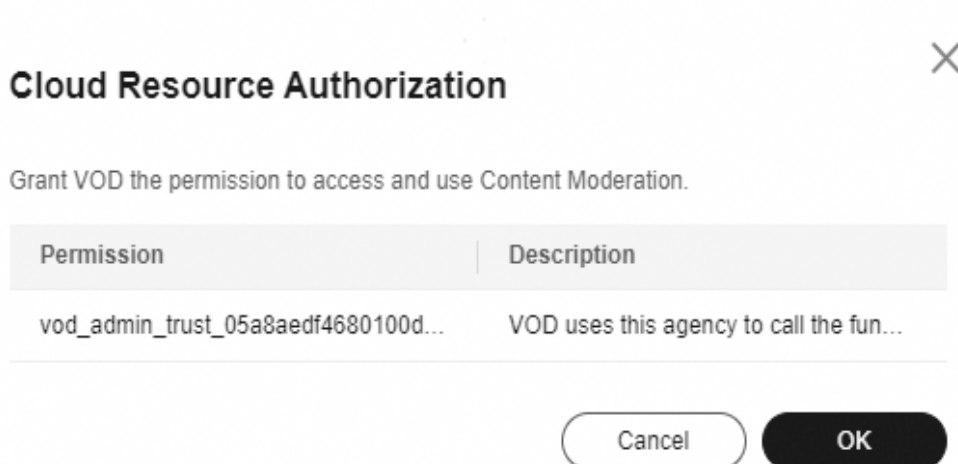 Cloud Resource Authorization
Grant VOD the permission to access and use Content Moderation.
Permission Description
vod_admin_trust_05a8aedf4680100d... VOD uses this agency to call the fun...
Cancel OK